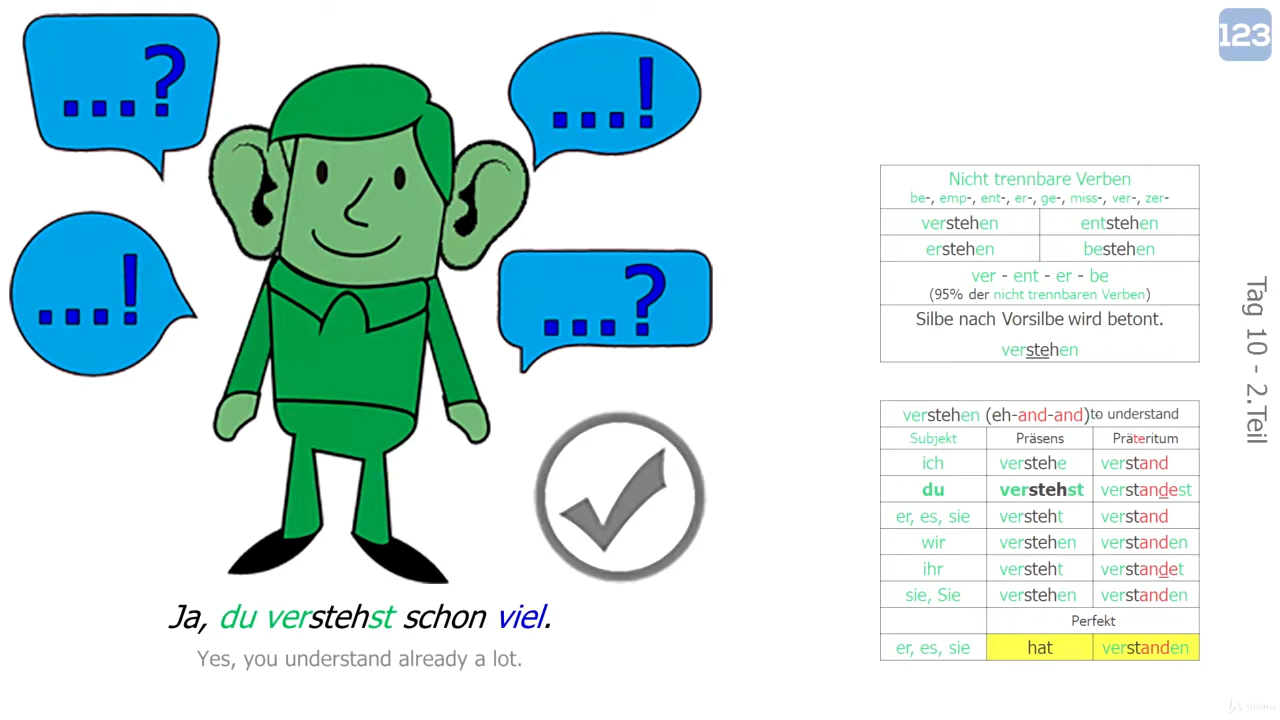 ...?
...!
...!
...?
Ja, du verstehst schon viel.
Yes, you understand already a lot.
123
Nicht trennbare Verben
be-, emp-, ent-, er-, ge-, miss-, ver-, zer-
verstehen entstehen
erstehen bestehen
ver - ent - er - be
(95% der nicht trennbaren Verben)
Silbe nach Vorsilbe wird betont.
verstehen
verstehen (eh-and-and)to understand
Subjekt Präsens Präteritum
ich verstehe verstand
du verstehst verstandest
er, es, sie versteht verstand
wir verstehen verstanden
ihr versteht verstandet
sie, Sie verstehen verstanden
Perfekt
er, es, sie hat verstanden
Tag 10 - 2.Teil